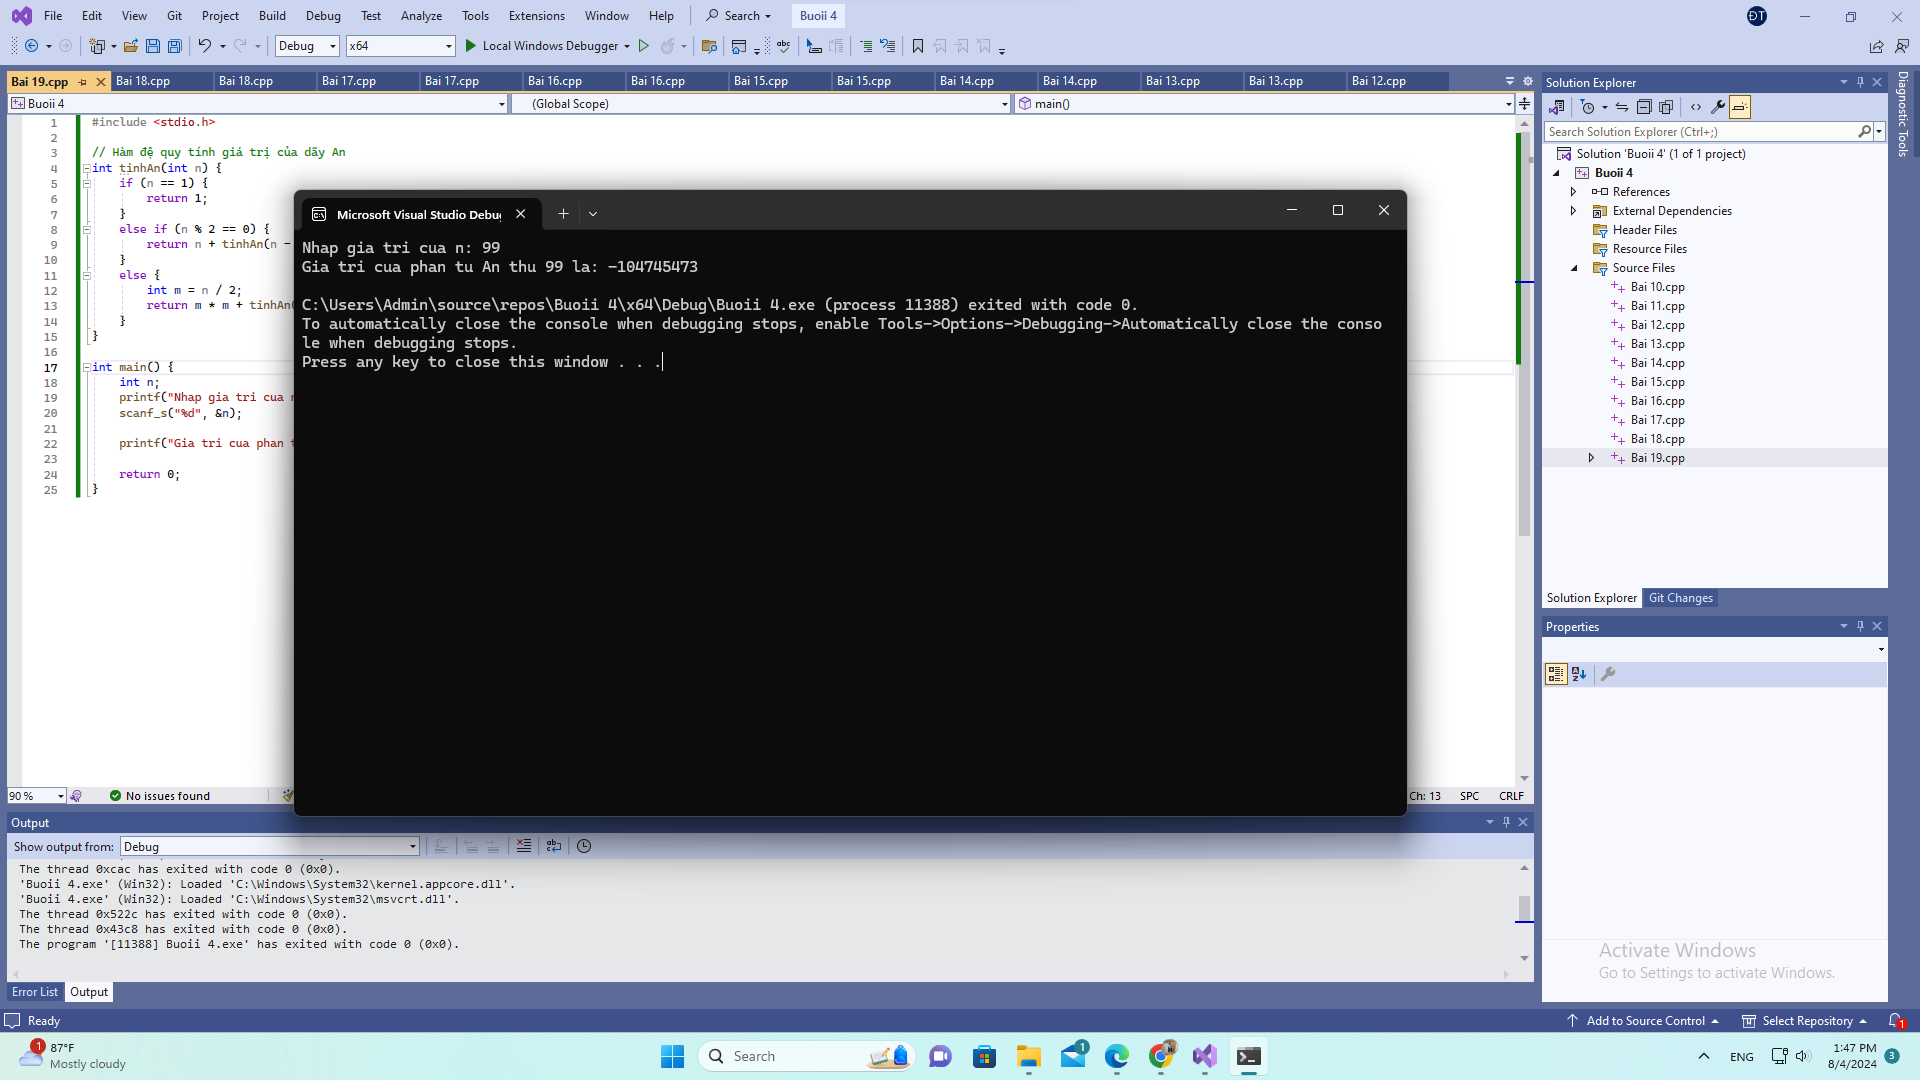 File Edit View Git Project Build Debug Test Analyze Tools Extensions Window Help Search Buoii 4 ĐT
Debug x64 Local Windows Debugger
Bai 19.cpp Bai 18.cpp Bai 18.cpp Bai 17.cpp Bai 17.cpp Bai 16.cpp Bai 16.cpp Bai 15.cpp Bai 15.cpp Bai 14.cpp Bai 14.cpp Bai 13.cpp Bai 13.cpp Bai 12.cpp
Buoii 4 (Global Scope) main()
1 #include <stdio.h>
2
3 // Hàm đệ quy tính giá trị của dãy An
4 int tinhAn(int n) {
5 if (n == 1) {
6 return 1;
7 }
8 else if (n % 2 == 0) {
9 return n + tinhAn(n -
10 }
11 else {
12 int m = n / 2;
13 return m * m + tinhAn(
14 }
15 }
16
17 int main() {
18 int n;
19 printf("Nhap gia tri cua n
20 scanf_s("%d", &n);
21
22 printf("Gia tri cua phan t
23
24 return 0;
25 }
Microsoft Visual Studio Debug
Nhap gia tri cua n: 99
Gia tri cua phan tu An thu 99 la: -104745473
C:\Users\Admin\source\repos\Buoii 4\x64\Debug\Buoii 4.exe (process 11388) exited with code 0.
To automatically close the console when debugging stops, enable Tools->Options->Debugging->Automatically close the conso
le when debugging stops.
Press any key to close this window . . .
90 % No issues found Ch: 13 SPC CRLF
Output
Show output from: Debug
The thread 0xcac has exited with code 0 (0x0).
'Buoii 4.exe' (Win32): Loaded 'C:\Windows\System32\kernel.appcore.dll'.
'Buoii 4.exe' (Win32): Loaded 'C:\Windows\System32\msvcrt.dll'.
The thread 0x522c has exited with code 0 (0x0).
The thread 0x43c8 has exited with code 0 (0x0).
The program '[11388] Buoii 4.exe' has exited with code 0 (0x0).
Error List Output
Solution Explorer
Search Solution Explorer (Ctrl+;)
Solution 'Buoii 4' (1 of 1 project)
Buoii 4
References
External Dependencies
Header Files
Resource Files
Source Files
Bai 10.cpp
Bai 11.cpp
Bai 12.cpp
Bai 13.cpp
Bai 14.cpp
Bai 15.cpp
Bai 16.cpp
Bai 17.cpp
Bai 18.cpp
Bai 19.cpp
Solution Explorer Git Changes
Properties
Diagnostic Tools
Activate Windows
Go to Settings to activate Windows.
Ready Add to Source Control Select Repository 1
1 87°F
Mostly cloudy
Search
1
ENG
1:47 PM
8/4/2024
3